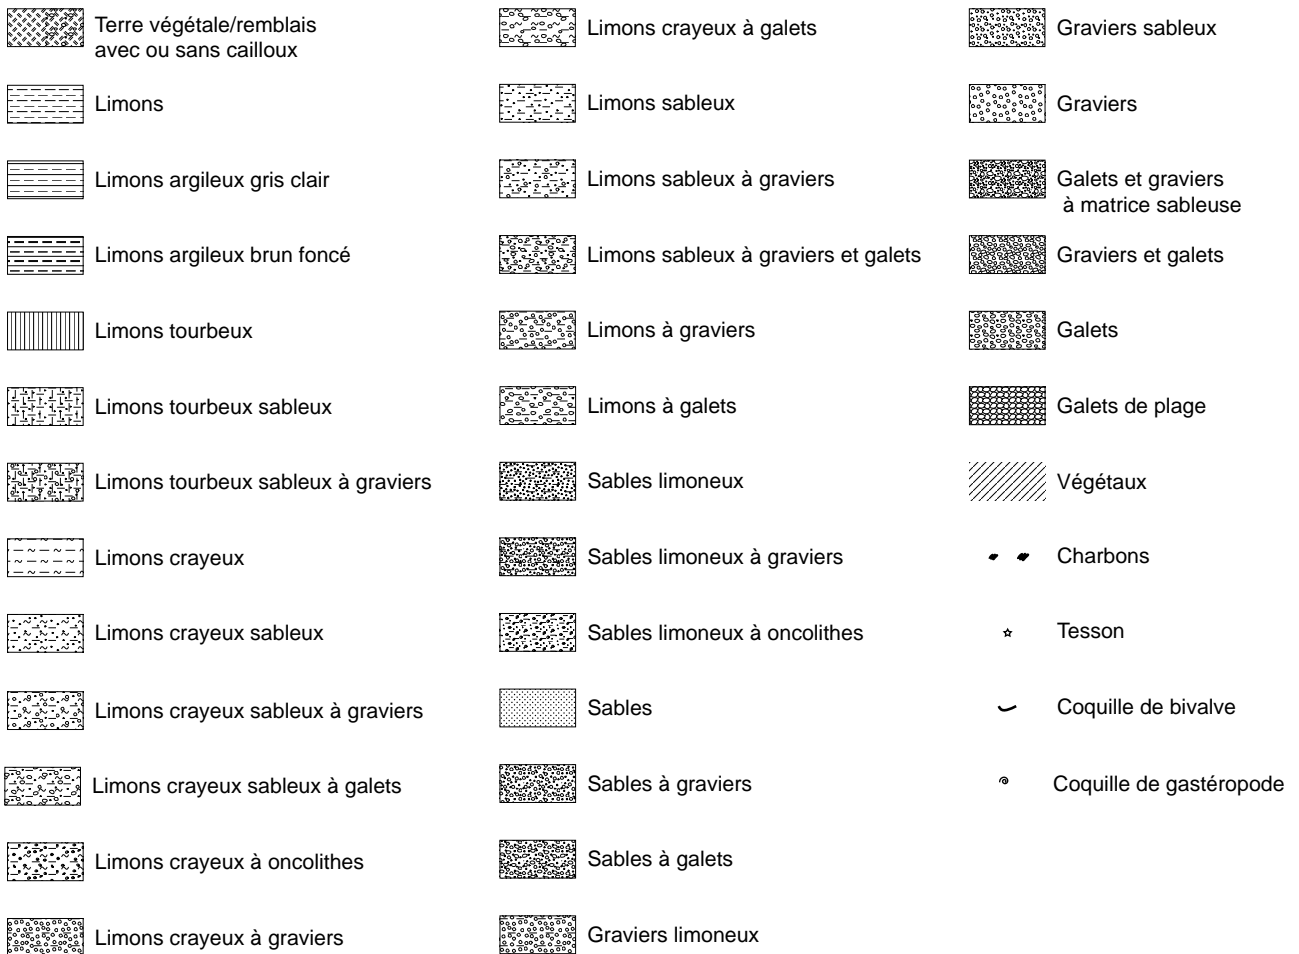 Terre végétale/remblais
avec ou sans cailloux
Limons
Limons argileux gris clair
Limons argileux brun foncé
Limons tourbeux
Limons tourbeux sableux
Limons tourbeux sableux à graviers
Limons crayeux
Limons crayeux sableux
Limons crayeux sableux à graviers
Limons crayeux sableux à galets
Limons crayeux à oncolithes
Limons crayeux à graviers
Limons crayeux à galets
Limons sableux
Limons sableux à graviers
Limons sableux à graviers et galets
Limons à graviers
Limons à galets
Sables limoneux
Sables limoneux à graviers
Sables limoneux à oncolithes
Sables
Sables à graviers
Sables à galets
Graviers limoneux
Graviers sableux
Graviers
Galets et graviers
à matrice sableuse
Graviers et galets
Galets
Galets de plage
Végétaux
Charbons
Tesson
Coquille de bivalve
Coquille de gastéropode